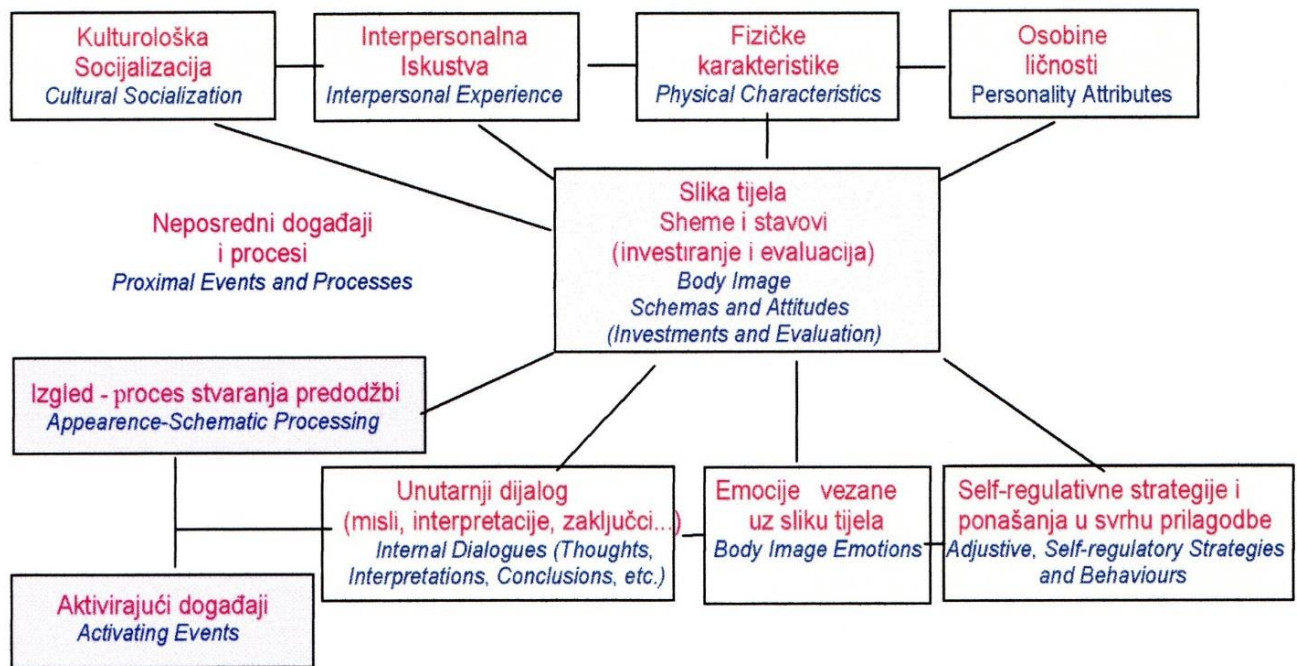 Kulturološka
Socijalizacija
Cultural Socialization
Interpersonalna
Iskustva
Interpersonal Experience
Fizičke
karakteristike
Physical Characteristics
Osobine
ličnosti
Personality Attributes
Slika tijela
Sheme i stavovi
(investiranje i evaluacija)
Body Image
Schemas and Attitudes
(Investments and Evaluation)
Neposredni događaji
i procesi
Proximal Events and Processes
Izgled - proces stvaranja predodžbi
Appearence-Schematic Processing
Unutarnji dijalog
(misli, interpretacije, zaključci...)
Internal Dialogues (Thoughts,
Interpretations, Conclusions, etc.)
Emocije vezane
uz sliku tijela
Body Image Emotions
Self-regulativne strategije i
ponašanja u svrhu prilagodbe
Adjustive, Self-regulatory Strategies
and Behaviours
Aktivirajući događaji
Activating Events